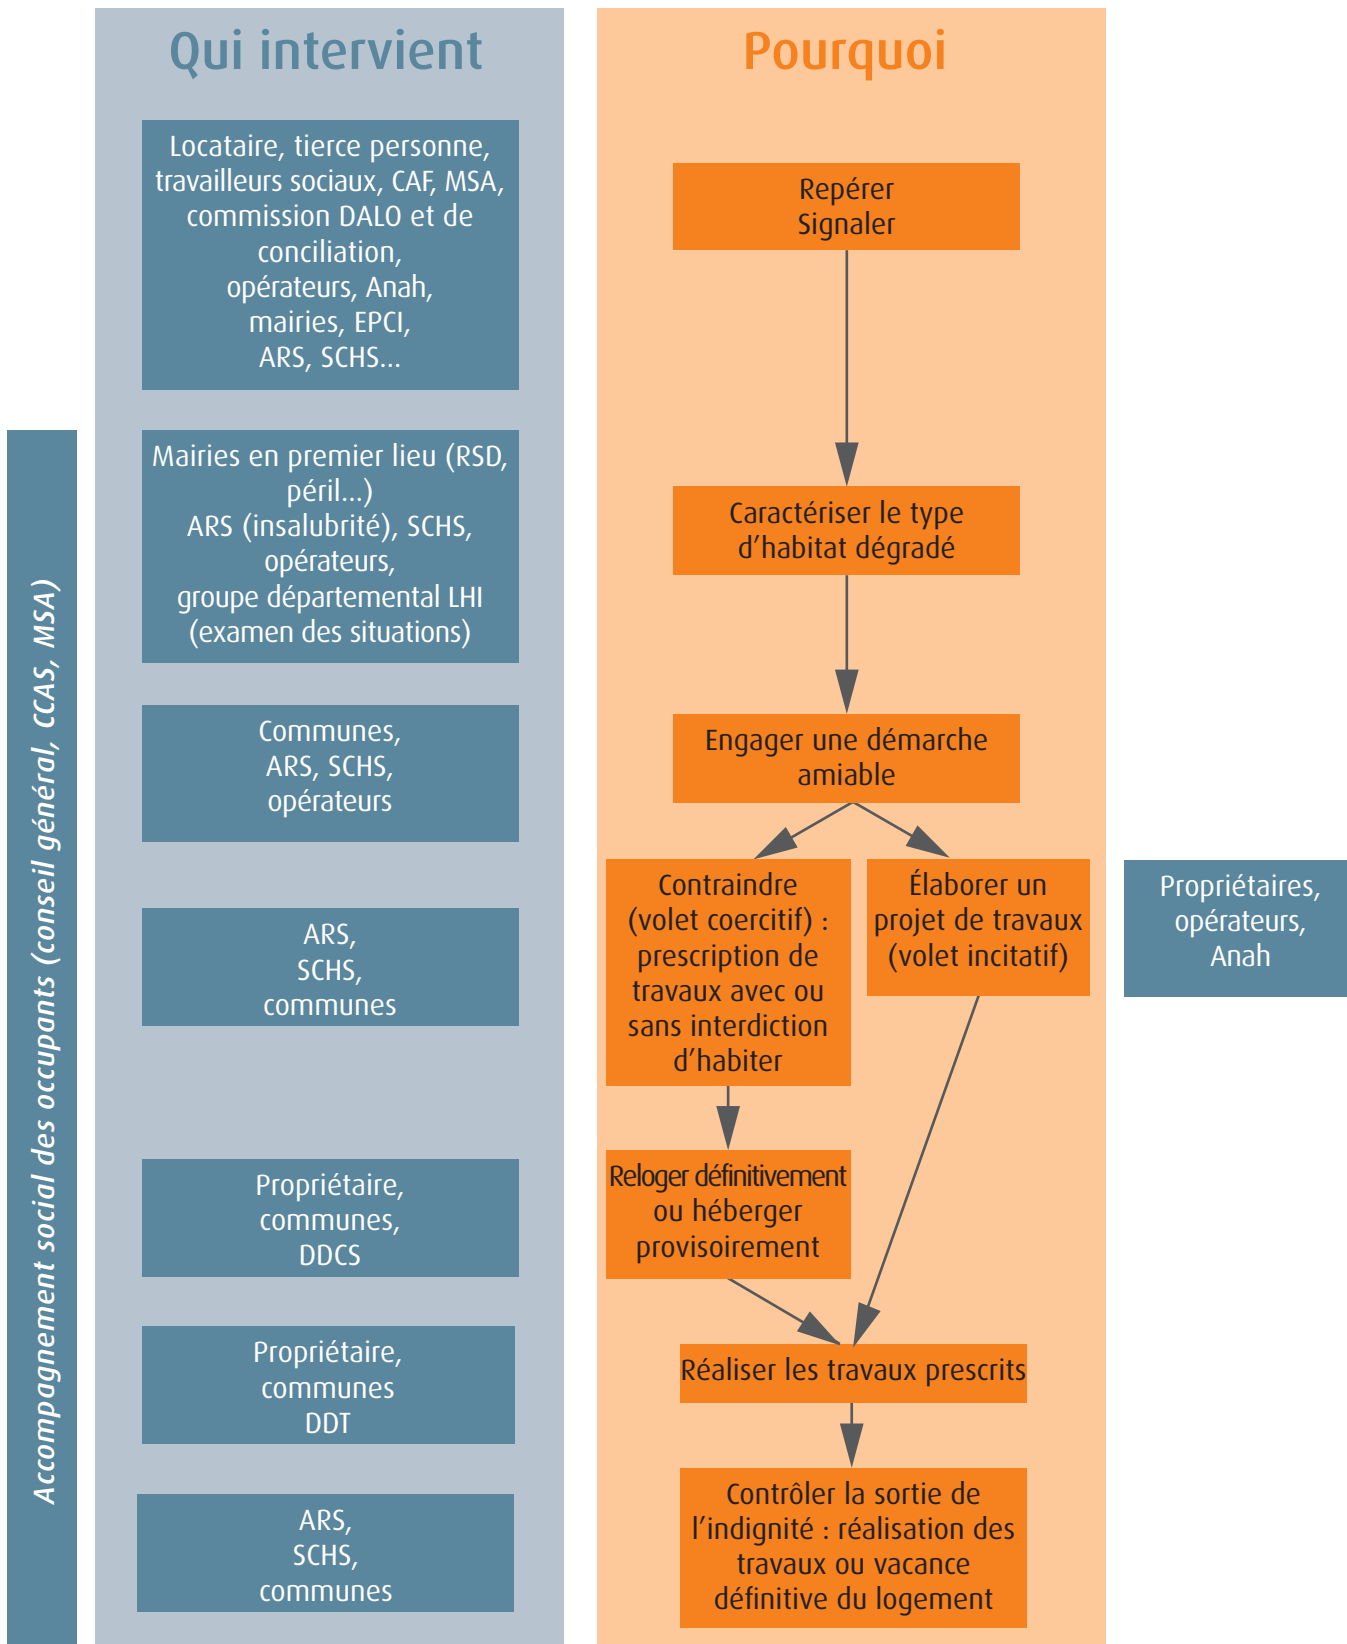 Qui intervient
Locataire, tierce personne,
travailleurs sociaux, CAF, MSA,
commission DALO et de
conciliation,
opérateurs, Anah,
mairies, EPCI,
ARS, SCHS...
Mairies en premier lieu (RSD,
péril...)
ARS (insalubrité), SCHS,
opérateurs,
groupe départemental LHI
(examen des situations)
Communes,
ARS, SCHS,
opérateurs
ARS,
SCHS,
communes
Propriétaire,
communes,
DDCS
Propriétaire,
communes
DDT
ARS,
SCHS,
communes
Accompagnement social des occupants (conseil général, CCAS, MSA)
Pourquoi
Repérer
Signaler
Caractériser le type
d'habitat dégradé
Engager une démarche
amiable
Contraindre
(volet coercitif) :
prescription de
travaux avec ou
sans interdiction
d'habiter
Élaborer un
projet de travaux
(volet incitatif)
Propriétaires,
opérateurs,
Anah
Reloger définitivement
ou héberger
provisoirement
Réaliser les travaux prescrits
Contrôler la sortie de
l'indignité : réalisation des
travaux ou vacance
définitive du logement